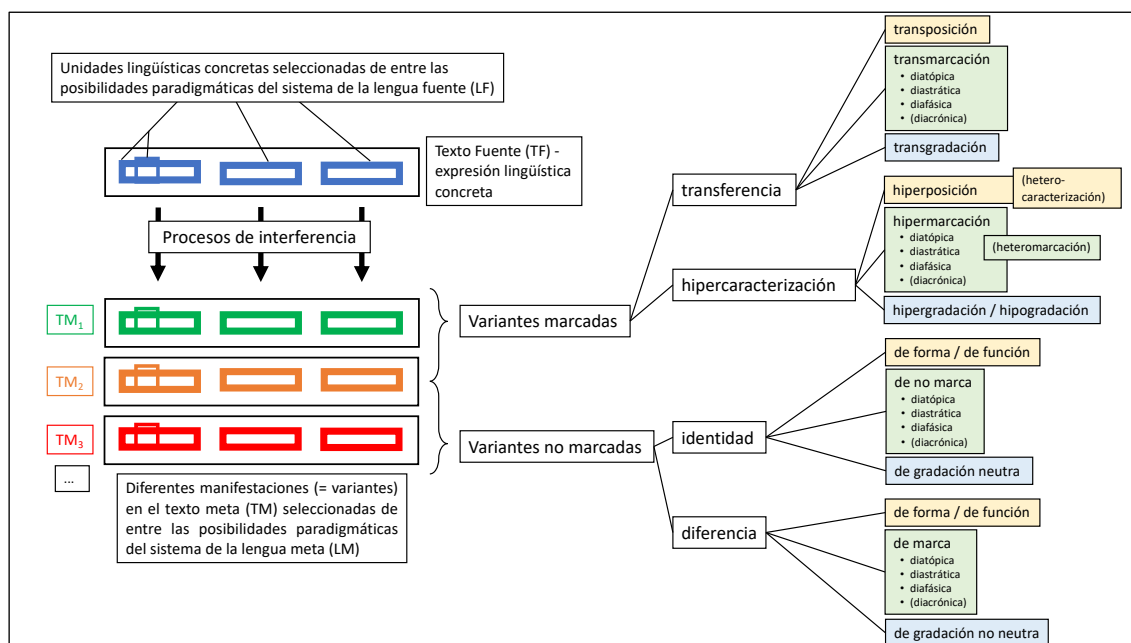 Unidades lingüísticas concretas seleccionadas de entre las
posibilidades paradigmáticas del sistema de la lengua fuente (LF)
Texto Fuente (TF) -
expresión lingüística
concreta
Procesos de interferencia
TM1
TM2
TM3
...
Diferentes manifestaciones (= variantes)
en el texto meta (TM) seleccionadas de
entre las posibilidades paradigmáticas
del sistema de la lengua meta (LM)
Variantes marcadas
Variantes no marcadas
transferencia
hipercaracterización
identidad
diferencia
transposición
transmarcación
• diatópica
• diastrática
• diafásica
• (diacrónica)
transgradación
hiperposición
(hetero-
caracterización)
hipermarcación
• diatópica
• diastrática
• diafásica
• (diacrónica)
(heteromarcación)
hipergradación / hipogradación
de forma / de función
de no marca
• diatópica
• diastrática
• diafásica
• (diacrónica)
de gradación neutra
de forma / de función
de marca
• diatópica
• diastrática
• diafásica
• (diacrónica)
de gradación no neutra